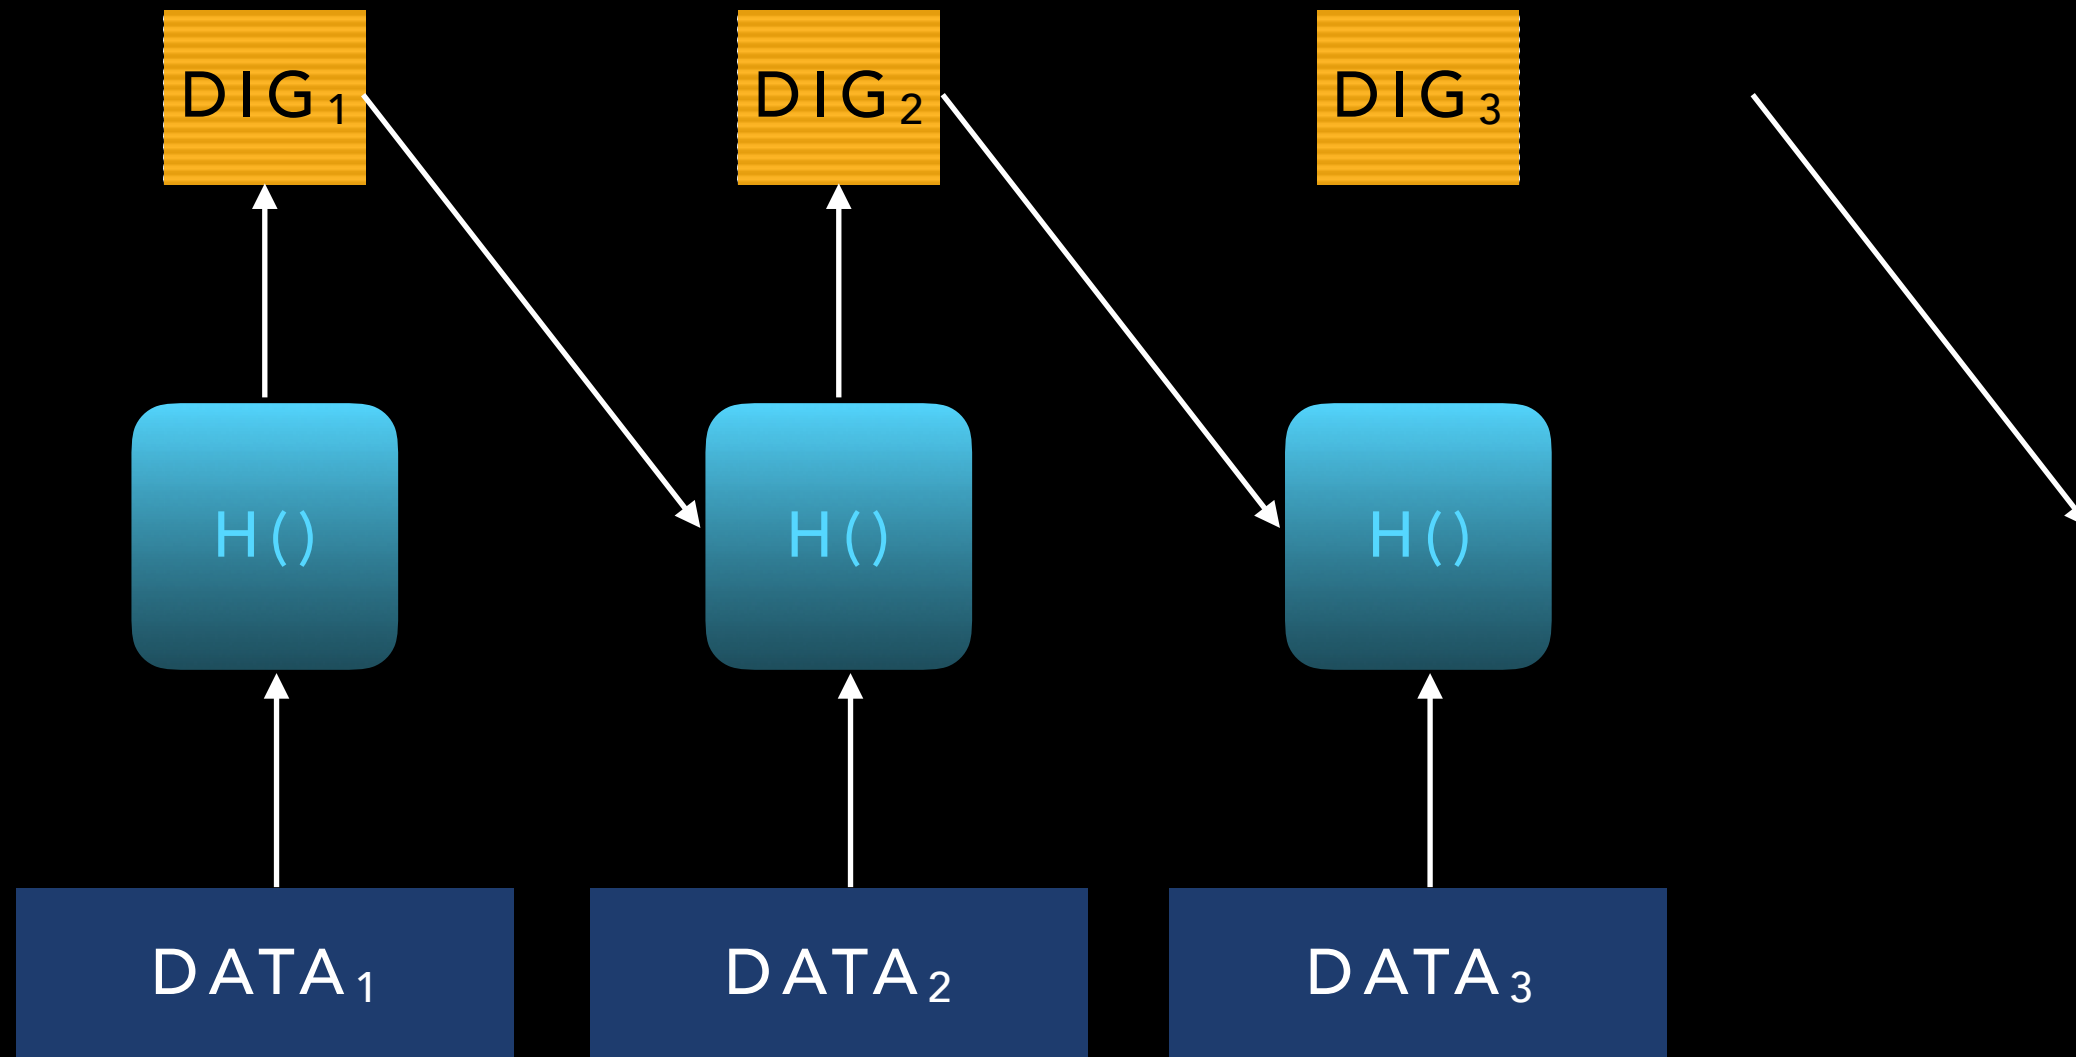 DIG₁ DIG₂ DIG₃
H() H() H()
DATA₁ DATA₂ DATA₃